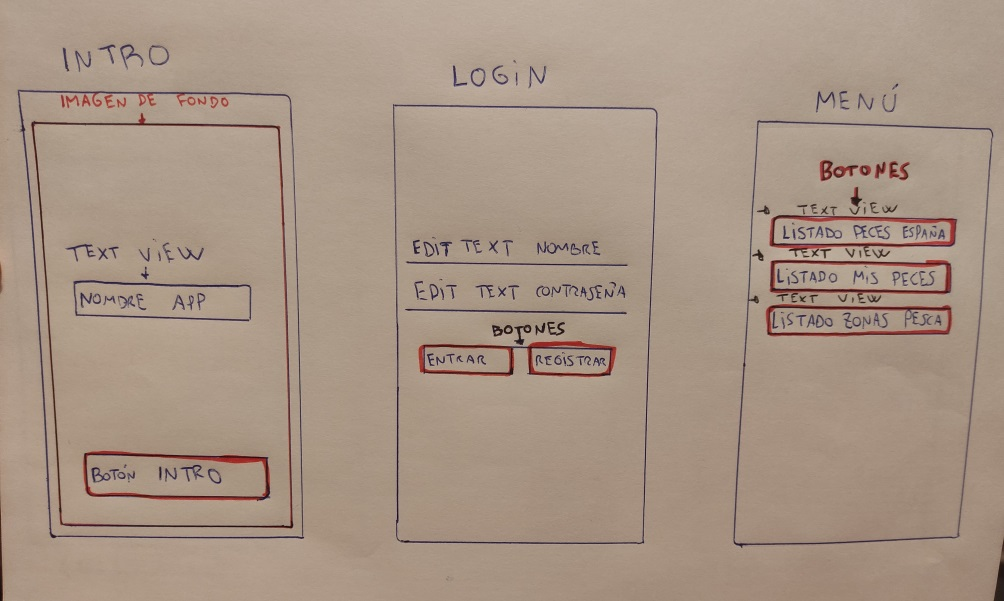 INTRO
IMAGEN DE FONDO
TEXT VIEW
NOMBRE APP
BOTÓN INTRO
LOGIN
EDIT TEXT NOMBRE
EDIT TEXT CONTRASEÑA
BOTONES
ENTRAR
REGISTRAR
MENÚ
BOTONES
TEXT VIEW
LISTADO PECES ESPAÑA
TEXT VIEW
LISTADO MIS PECES
TEXT VIEW
LISTADO ZONAS PESCA